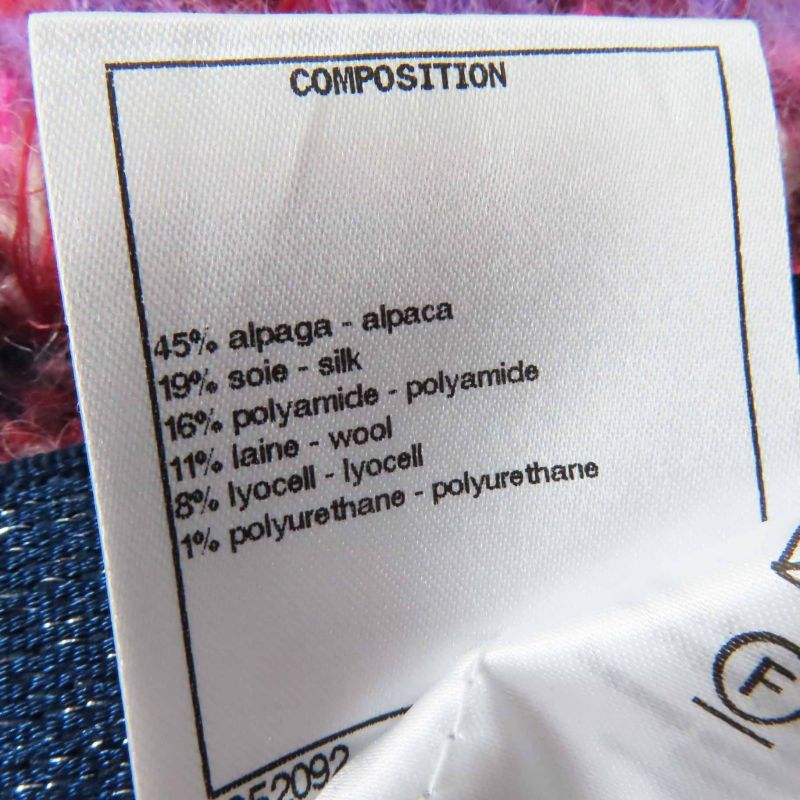 COMPOSITION
45% alpaga - alpaca
19% soie - silk
16% polyamide - polyamide
11% laine - wool
8% lyocell - lyocell
1% polyurethane - polyurethane
F